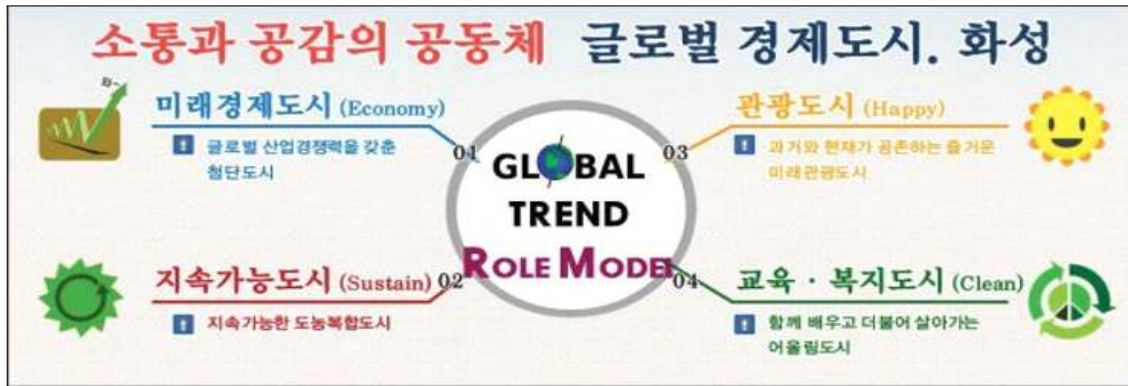 소통과 공감의 공동체 글로벌 경제도시. 화성
미래경제도시 (Economy)
글로벌 산업경쟁력을 갖춘
첨단도시
01
지속가능도시 (Sustain) 02
지속가능한 도농복합도시
GLOBAL
TREND
ROLE MODEL
03
관광도시 (Happy)
과거와 현재가 공존하는 즐거운
미래관광도시
04
교육 · 복지도시 (Clean)
함께 배우고 더불어 살아가는
어울림도시